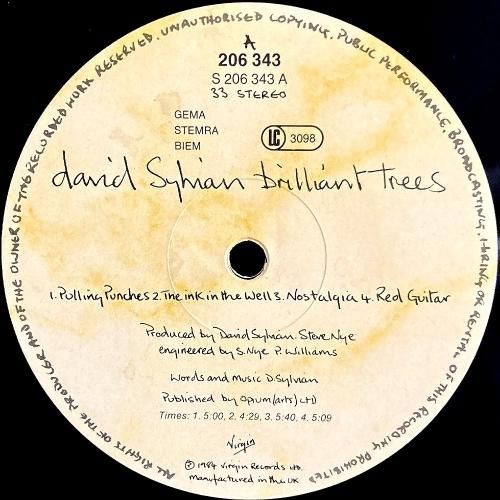 A
206 343
S 206 343 A
33 STEREO
GEMA
STEMRA
BIEM
LC 3098
david Sylvian brilliant trees
1. Pulling Punches 2. The ink in the Well 3. Nostalgia 4. Red Guitar
Produced by David Sylvian. Steve Nye
engineered by S. Nye P. Williams
Words and music D. Sylvian
Published by opium (arts) LTD
Times: 1. 5:00, 2. 4:29, 3. 5:40, 4. 5:09
Virgin
Ⓟ 1984 Virgin Records LTD.
manufactured in the UK
ALL RIGHTS OF THE PRODUCER AND OF THE OWNER OF THE RECORDED WORK RESERVED. UNAUTHORISED COPYING, PUBLIC PERFORMANCE, BROADCASTING, HIRING OR RENTAL OF THIS RECORDING PROHIBITED